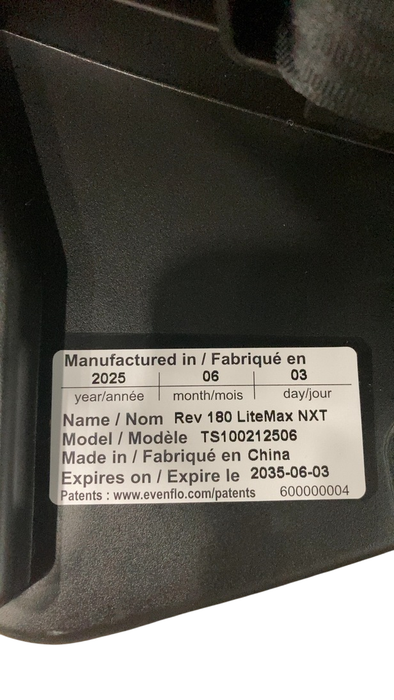 Manufactured in / Fabriqué en
2025 06 03
year/année month/mois day/jour
Name / Nom Rev 180 LiteMax NXT
Model / Modèle TS100212506
Made in / Fabriqué en China
Expires on / Expire le 2035-06-03
Patents : www.evenflo.com/patents 600000004